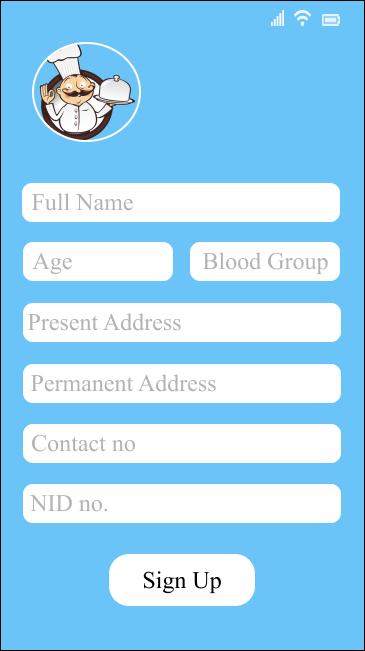 Full Name
Age
Blood Group
Present Address
Permanent Address
Contact no
NID no.
Sign Up